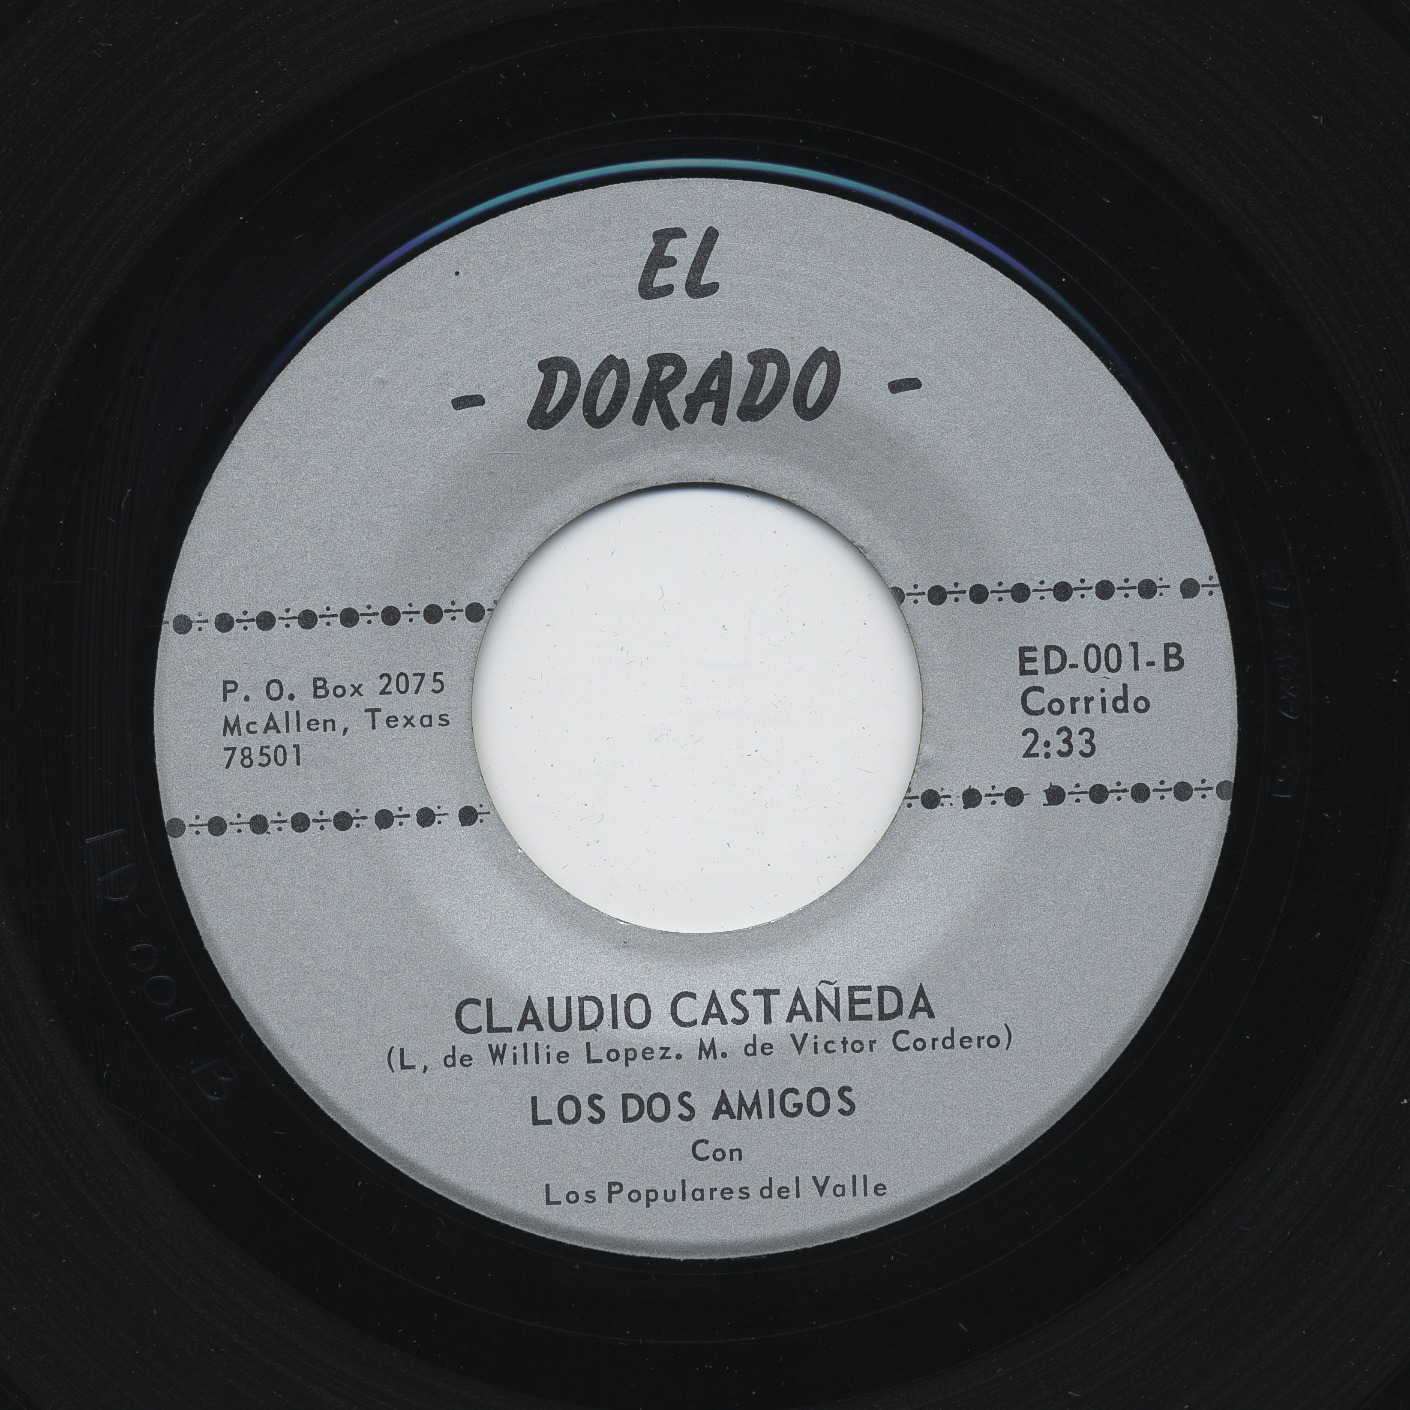 EL
- DORADO -
P. O. Box 2075
McAllen, Texas
78501
ED-001-B
Corrido
2:33
CLAUDIO CASTAÑEDA
(L, de Willie Lopez. M. de Victor Cordero)
LOS DOS AMIGOS
Con
Los Populares del Valle
ED-001 B